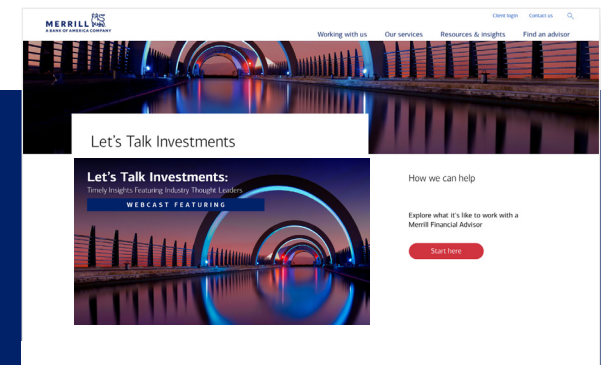 Client login Contact us
MERRILL
A BANK OF AMERICA COMPANY
Working with us Our services Resources & insights Find an advisor
Let's Talk Investments
Let's Talk Investments:
Timely Insights Featuring Industry Thought Leaders
WEBCAST FEATURING
How we can help
Explore what it's like to work with a
Merrill Financial Advisor
Start here